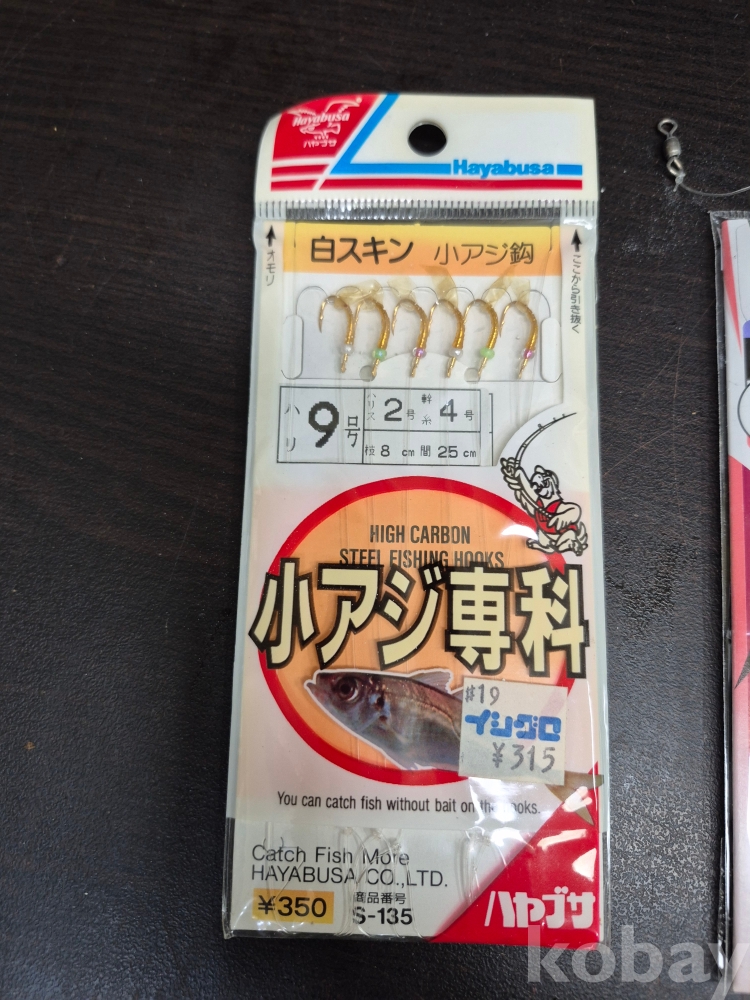 Hayabusa
ハヤブサ
Hayabusa
オモリ
白スキン 小アジ鈎
ここから引き抜く
ハリ 9号
ハリス 2号 幹糸 4号
枝 8cm 間 25cm
HIGH CARBON
STEEL FISHING HOOKS
小アジ専科
#19
イシグロ
¥315
You can catch fish without bait on the hooks.
Catch Fish More
HAYABUSA CO.,LTD.
¥350
商品番号
S-135
ハヤブサ
kobay